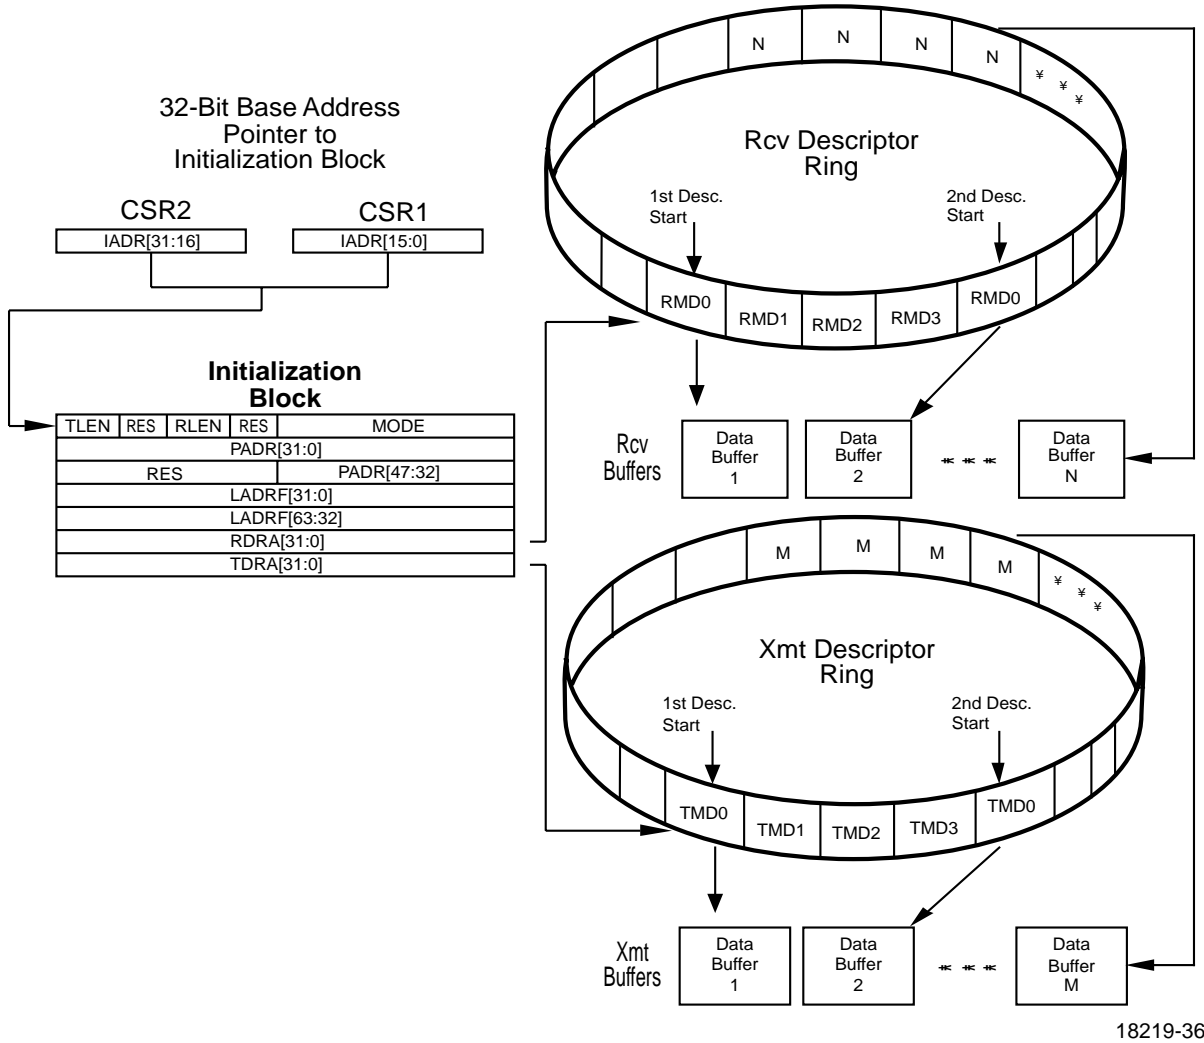 N N N N
¥ ¥ ¥
32-Bit Base Address
Pointer to
Initialization Block
Rcv Descriptor
Ring
1st Desc.
Start
2nd Desc.
Start
CSR2
CSR1
IADR[31:16]
IADR[15:0]
RMD0 RMD1 RMD2 RMD3 RMD0
Initialization
Block
TLEN RES RLEN RES MODE
PADR[31:0]
RES PADR[47:32]
LADRF[31:0]
LADRF[63:32]
RDRA[31:0]
TDRA[31:0]
Rcv
Buffers
Data
Buffer
1
Data
Buffer
2
Data
Buffer
N
M M M M
¥ ¥ ¥
Xmt Descriptor
Ring
1st Desc.
Start
2nd Desc.
Start
TMD0 TMD1 TMD2 TMD3 TMD0
Xmt
Buffers
Data
Buffer
1
Data
Buffer
2
Data
Buffer
M
18219-36